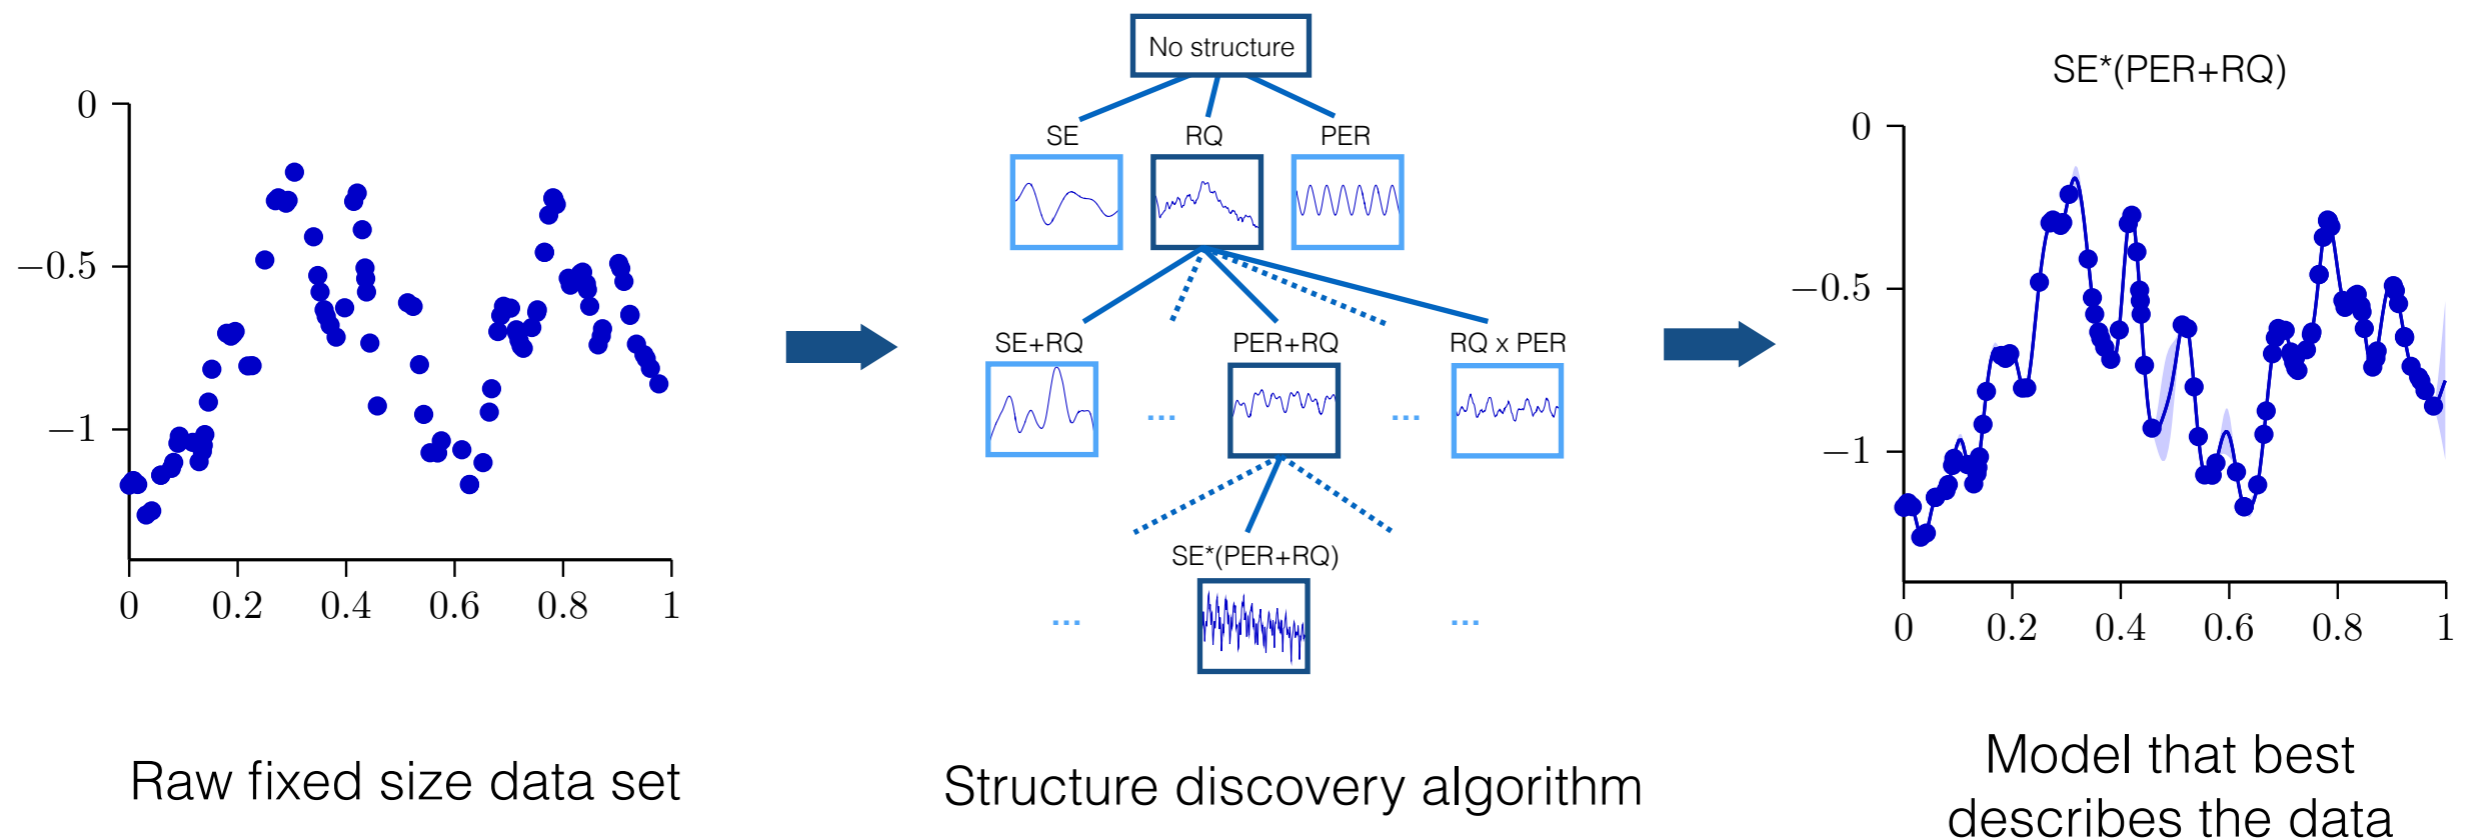 0
−0.5
−1
0 0.2 0.4 0.6 0.8 1
Raw fixed size data set
No structure
SE RQ PER
SE+RQ PER+RQ RQ x PER
... ...
SE*(PER+RQ)
... ...
Structure discovery algorithm
SE*(PER+RQ)
0
−0.5
−1
0 0.2 0.4 0.6 0.8 1
Model that best
describes the data